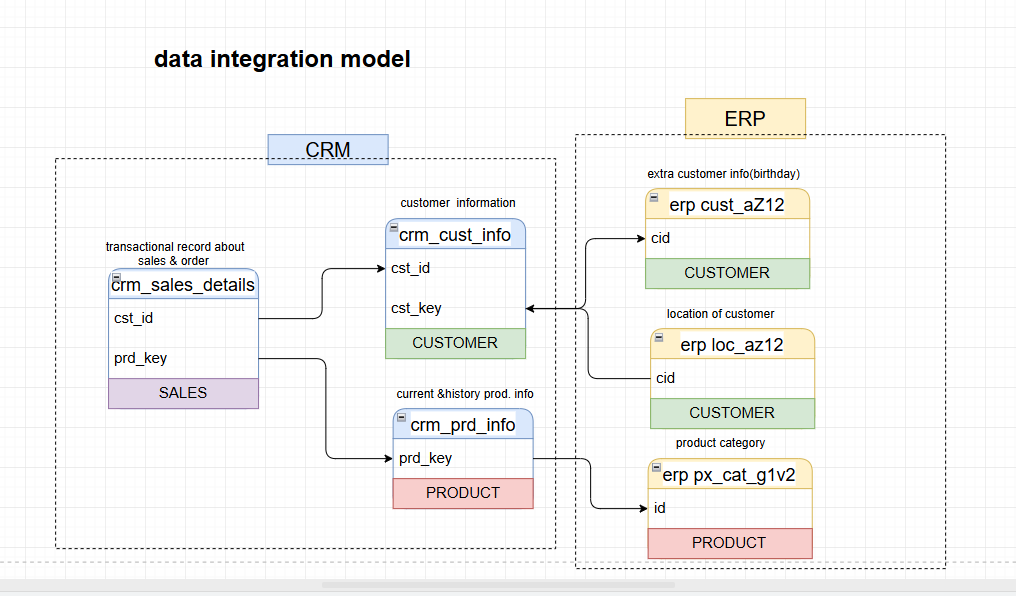 data integration model
CRM
transactional record about
sales & order
crm_sales_details
cst_id
prd_key
SALES
customer information
crm_cust_info
cst_id
cst_key
CUSTOMER
current &history prod. info
crm_prd_info
prd_key
PRODUCT
ERP
extra customer info(birthday)
erp cust_aZ12
cid
CUSTOMER
location of customer
erp loc_az12
cid
CUSTOMER
product category
erp px_cat_g1v2
id
PRODUCT